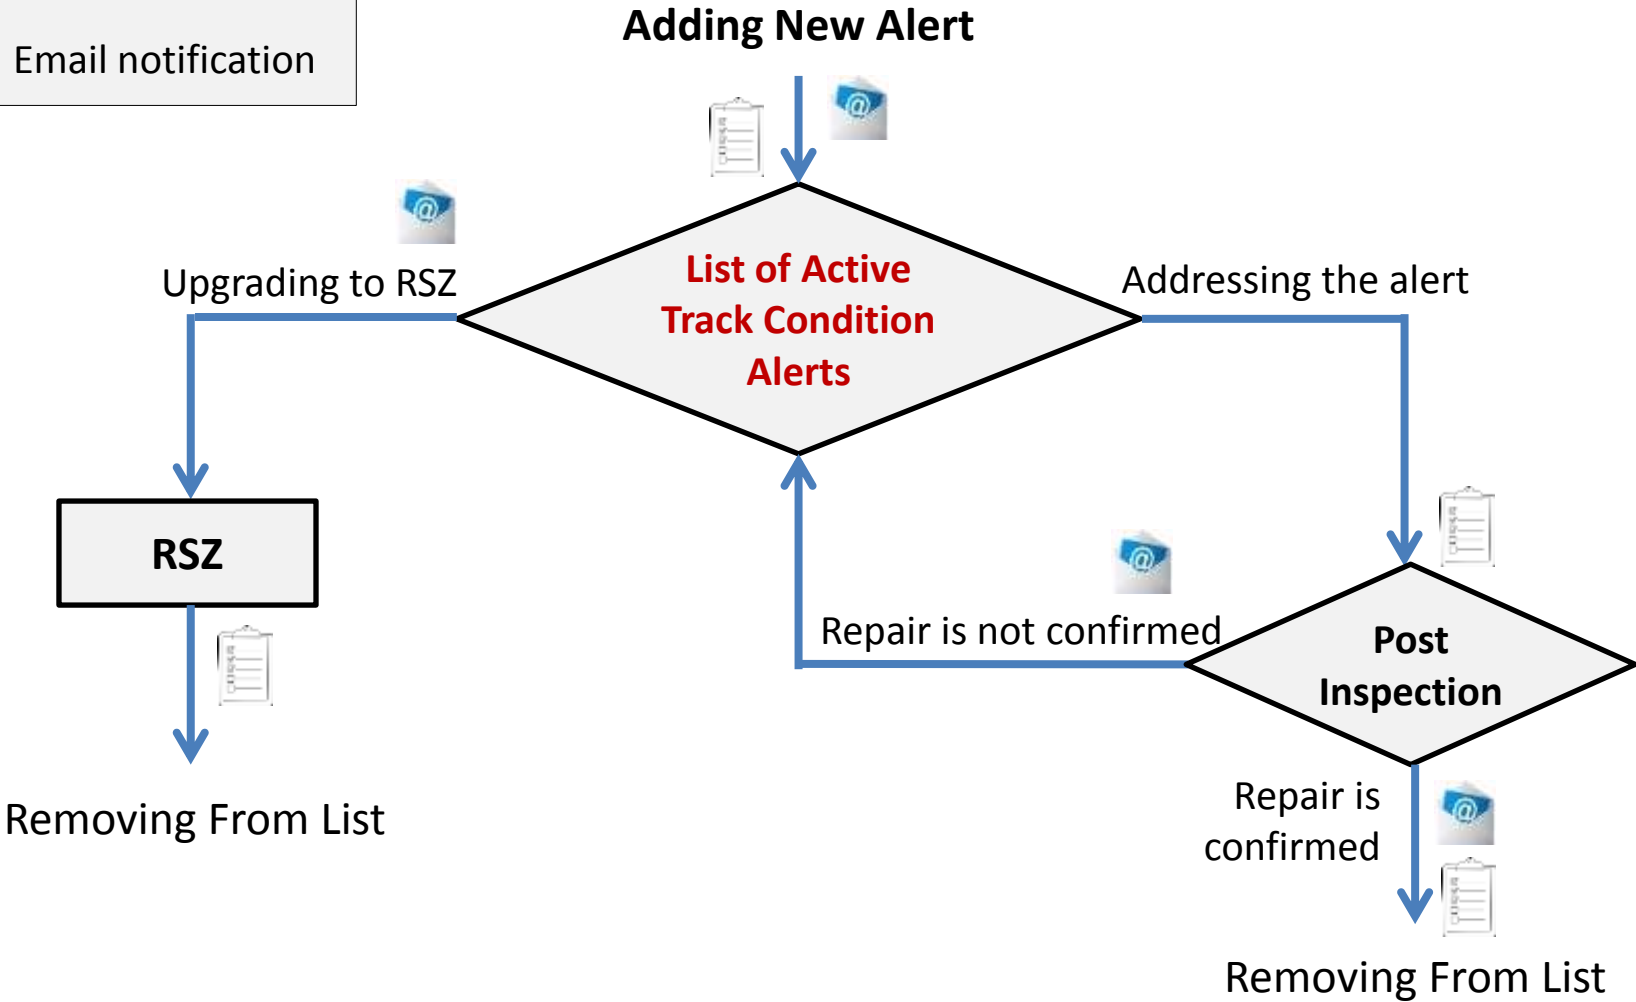 Adding New Alert
Email notification
Upgrading to RSZ
List of Active
Track Condition
Alerts
Addressing the alert
RSZ
Repair is not confirmed
Post
Inspection
Removing From List
Repair is
confirmed
Removing From List